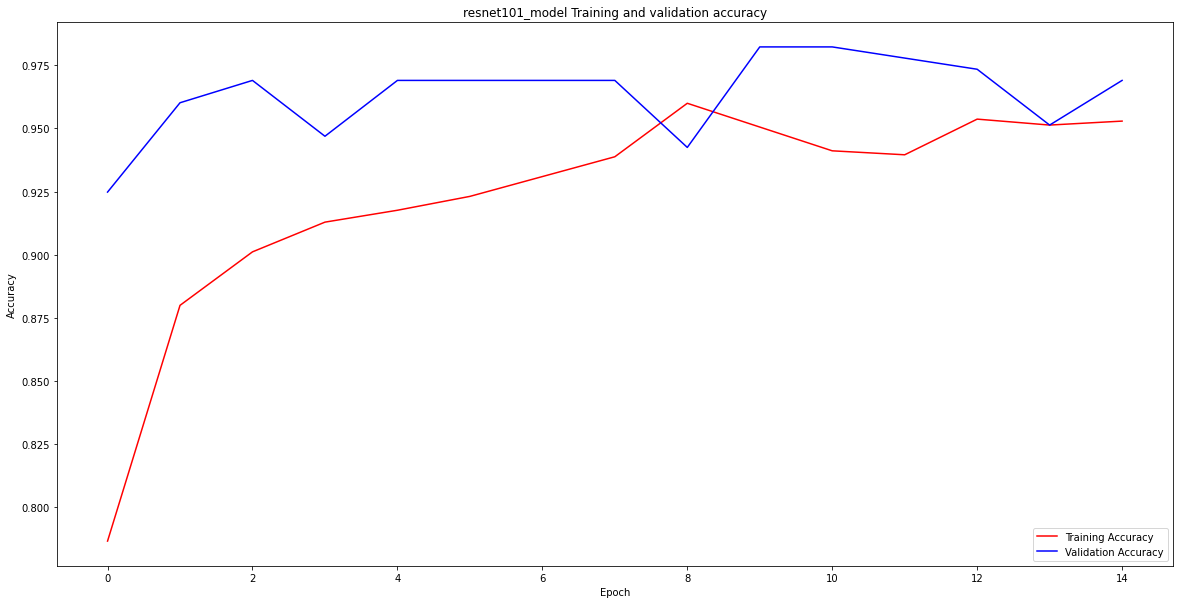 resnet101_model Training and validation accuracy
Accuracy
0.975
0.950
0.925
0.900
0.875
0.850
0.825
0.800
0 2 4 6 8 10 12 14
Epoch
Training Accuracy
Validation Accuracy